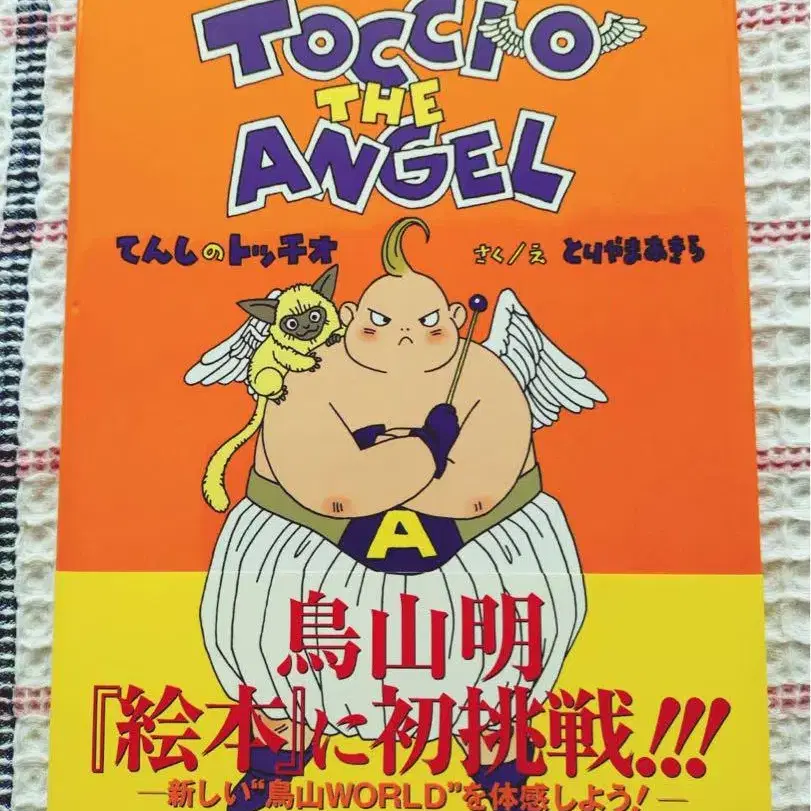 TOCCIO
THE
ANGEL
てんしのトッチオ さく/え とりやまあきら
A
鳥山明
『絵本』に初挑戦!!!
―新しい“鳥山WORLD”を体感しよう!―